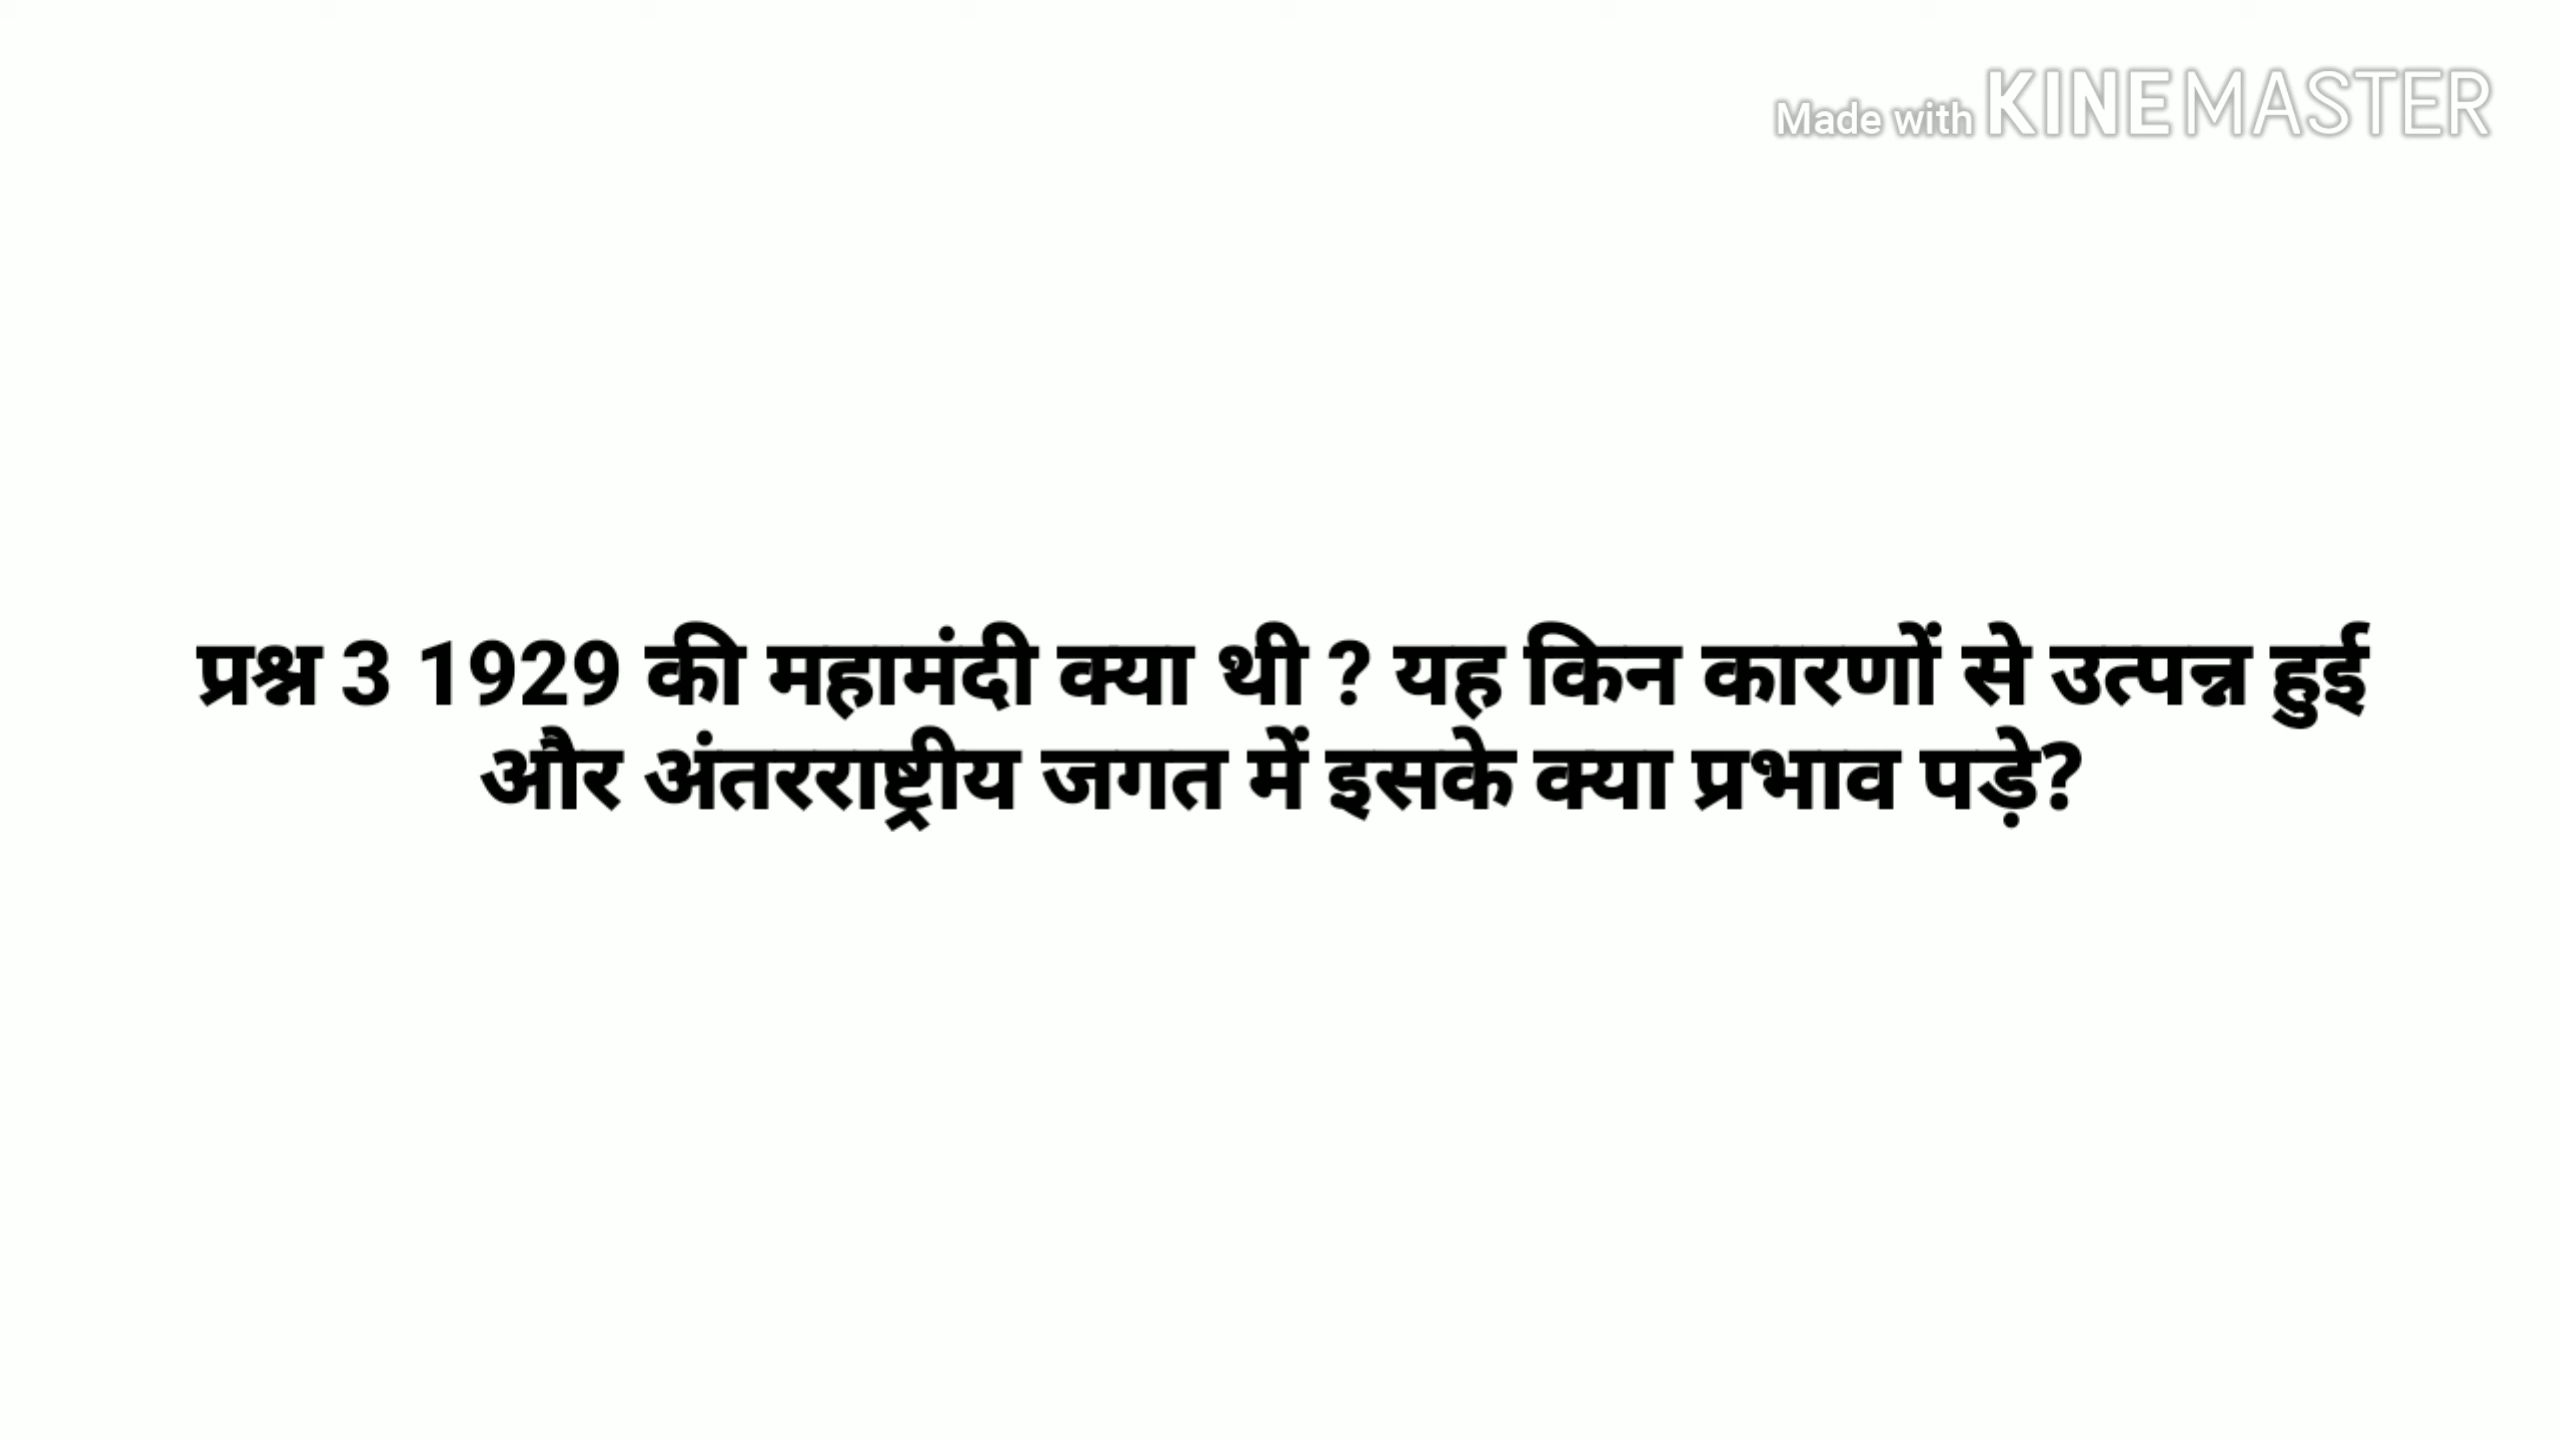 Made with KINEMASTER
प्रश्न 3 1929 की महामंदी क्या थी ? यह किन कारणों से उत्पन्न हुई
और अंतरराष्ट्रीय जगत में इसके क्या प्रभाव पड़े?